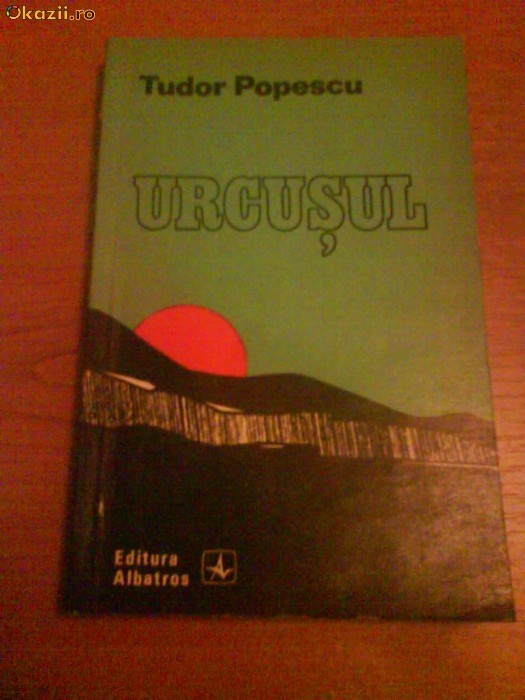 Okazii.ro
Tudor Popescu
URCUȘUL
Editura
Albatros